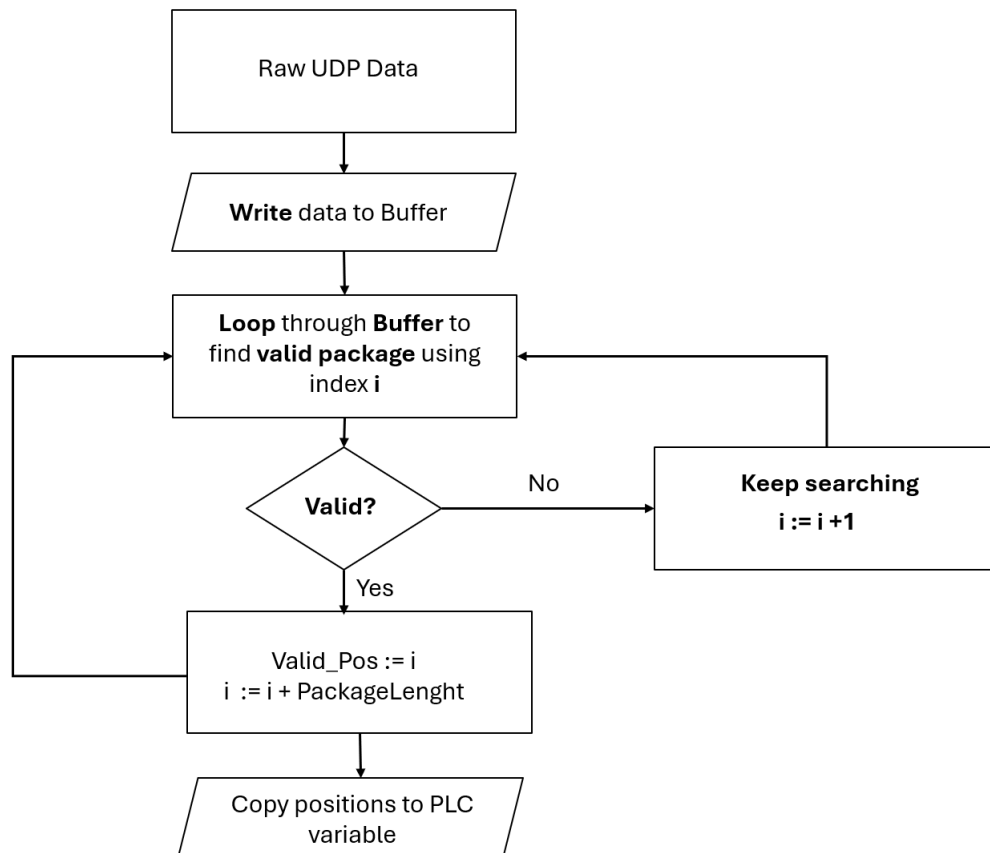 Raw UDP Data
Write data to Buffer
Loop through Buffer to
find valid package using
index i
Valid?
No
Keep searching
i := i +1
Yes
Valid_Pos := i
i := i + PackageLenght
Copy positions to PLC
variable